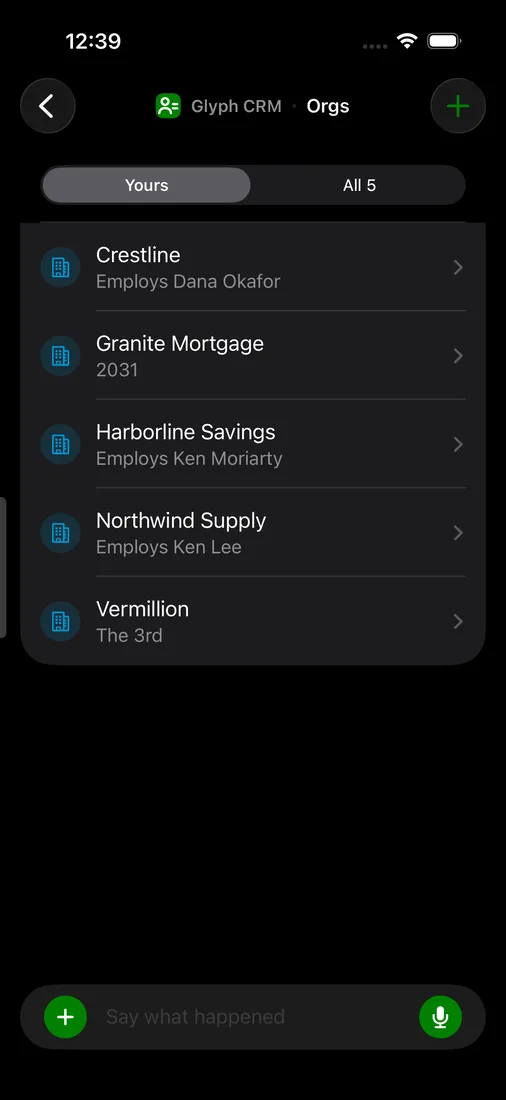 12:39
Glyph CRM · Orgs
Yours
All 5
Crestline
Employs Dana Okafor
Granite Mortgage
2031
Harborline Savings
Employs Ken Moriarty
Northwind Supply
Employs Ken Lee
Vermillion
The 3rd
Say what happened